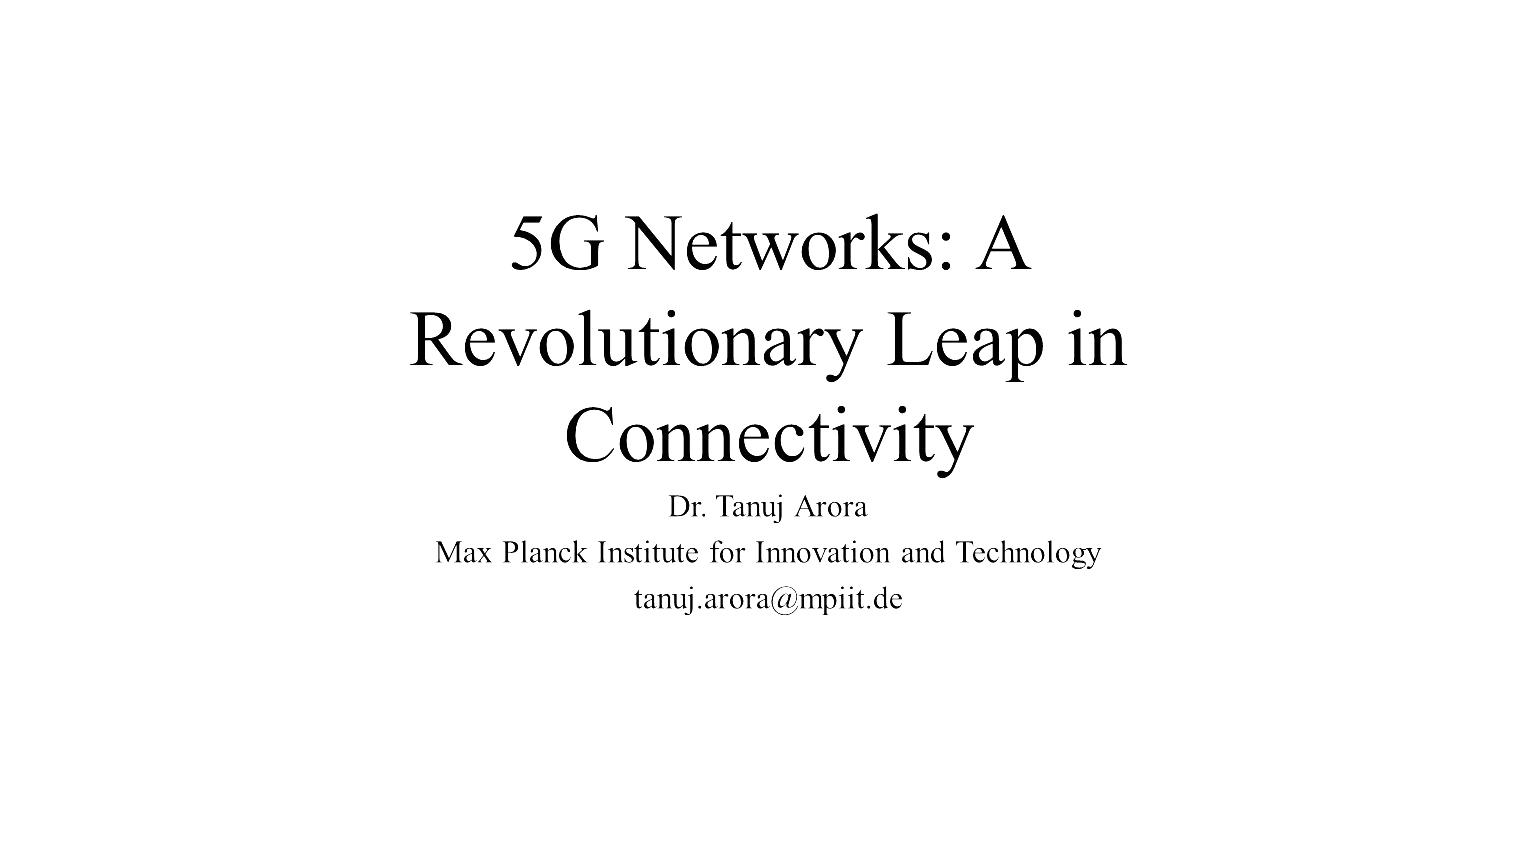 5G Networks: A
Revolutionary Leap in
Connectivity
Dr. Tanuj Arora
Max Planck Institute for Innovation and Technology
tanuj.arora@mpiit.de